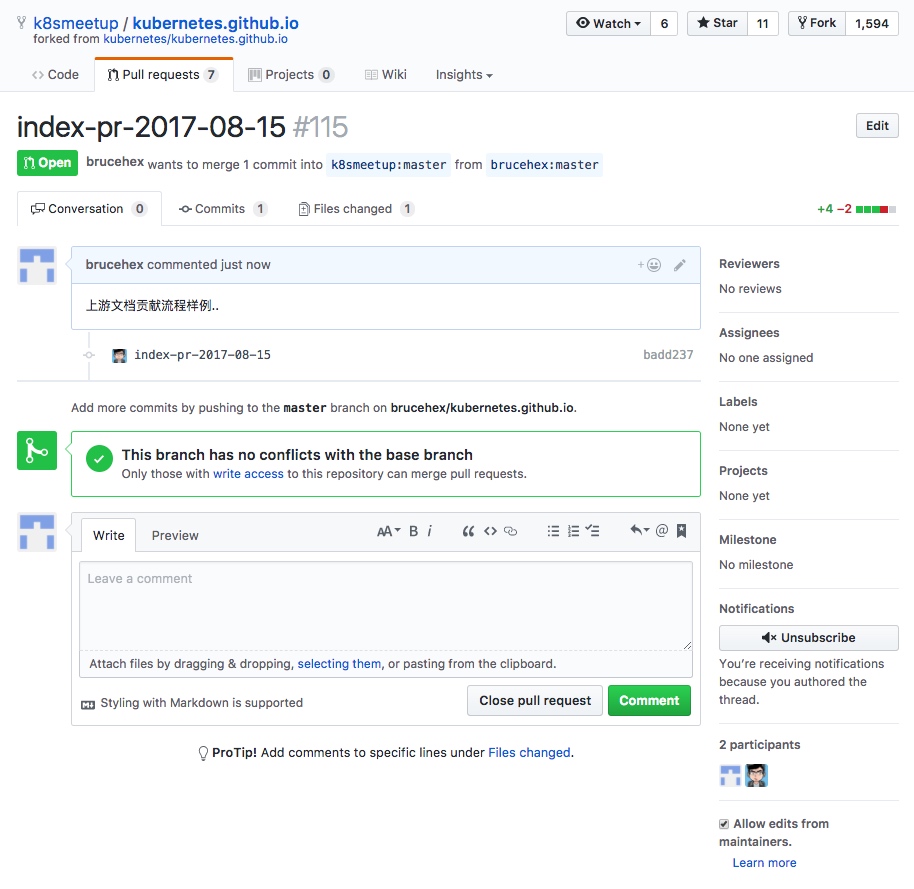 k8smeetup / kubernetes.github.io
Watch 6 Star 11 Fork 1,594
forked from kubernetes/kubernetes.github.io
Code Pull requests 7 Projects 0 Wiki Insights
index-pr-2017-08-15 #115
Edit
Open brucehex wants to merge 1 commit into k8smeetup:master from brucehex:master
Conversation 0 Commits 1 Files changed 1
+4 −2
brucehex commented just now
上游文档贡献流程样例..
index-pr-2017-08-15 badd237
Add more commits by pushing to the master branch on brucehex/kubernetes.github.io.
This branch has no conflicts with the base branch
Only those with write access to this repository can merge pull requests.
Write Preview
AA B i
Leave a comment
Attach files by dragging & dropping, selecting them, or pasting from the clipboard.
Styling with Markdown is supported
Close pull request Comment
ProTip! Add comments to specific lines under Files changed.
Reviewers
No reviews
Assignees
No one assigned
Labels
None yet
Projects
None yet
Milestone
No milestone
Notifications
Unsubscribe
You’re receiving notifications
because you authored the
thread.
2 participants
Allow edits from
maintainers.
Learn more